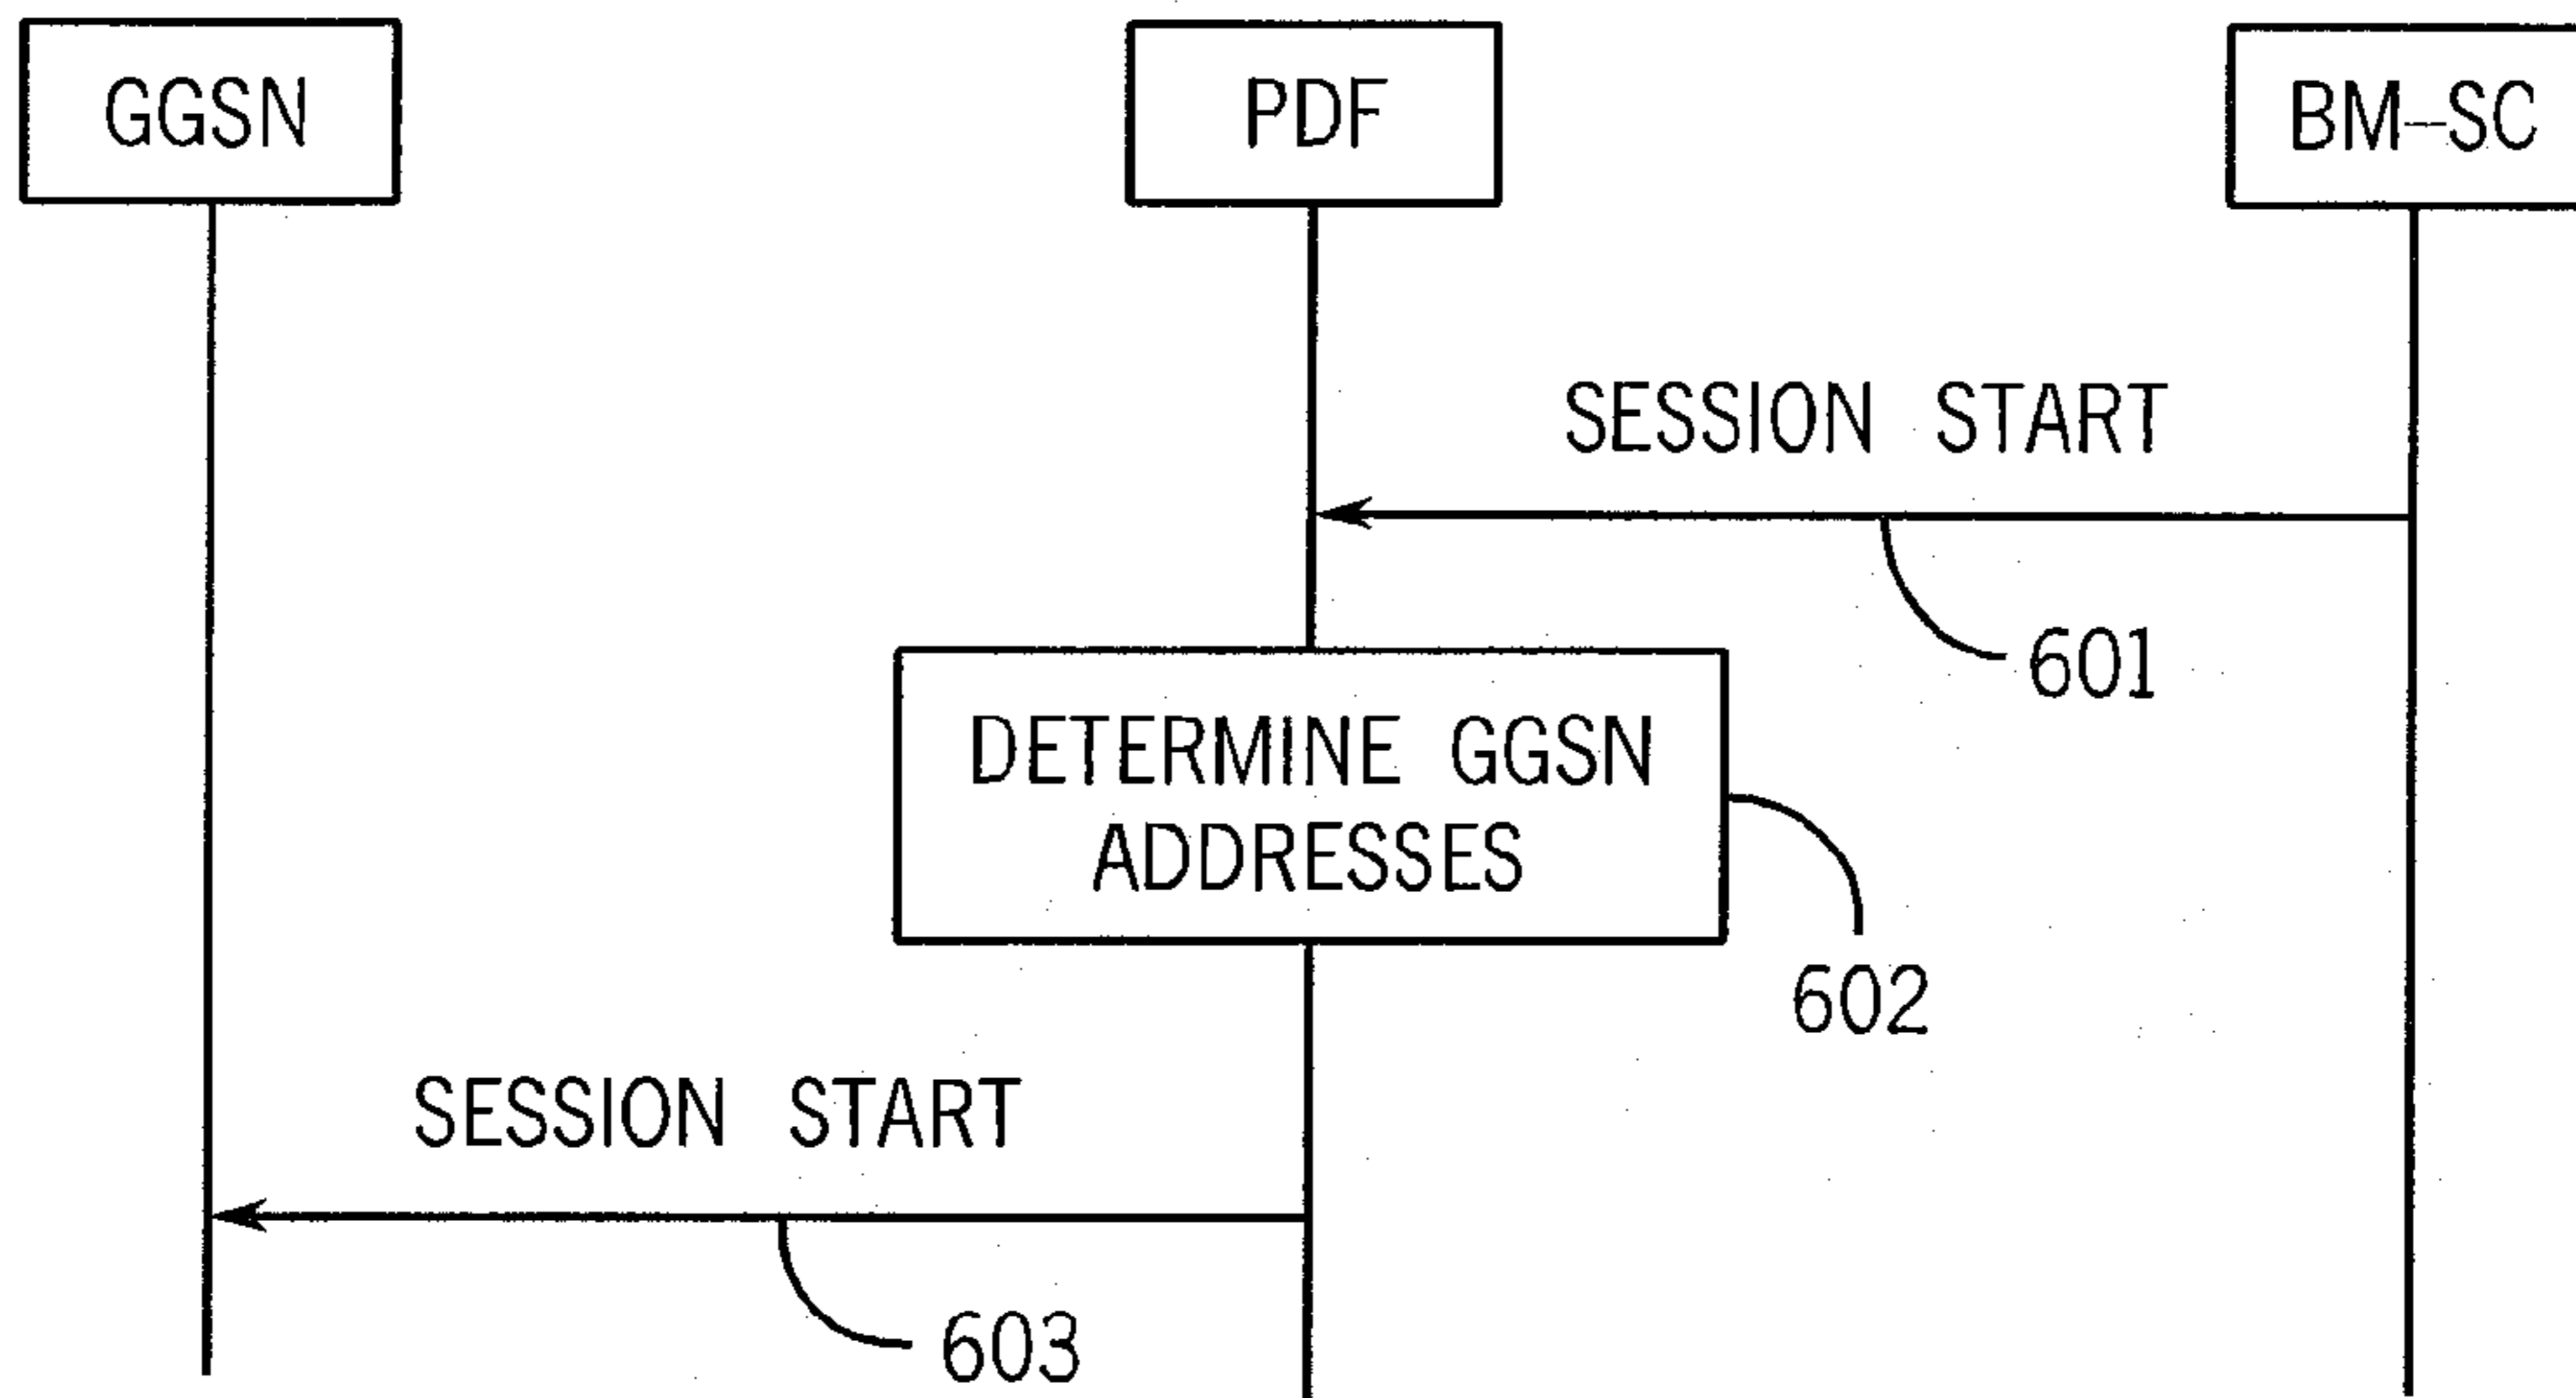 GGSN
PDF
BM--SC
SESSION START
601
DETERMINE GGSN
ADDRESSES
602
SESSION START
603